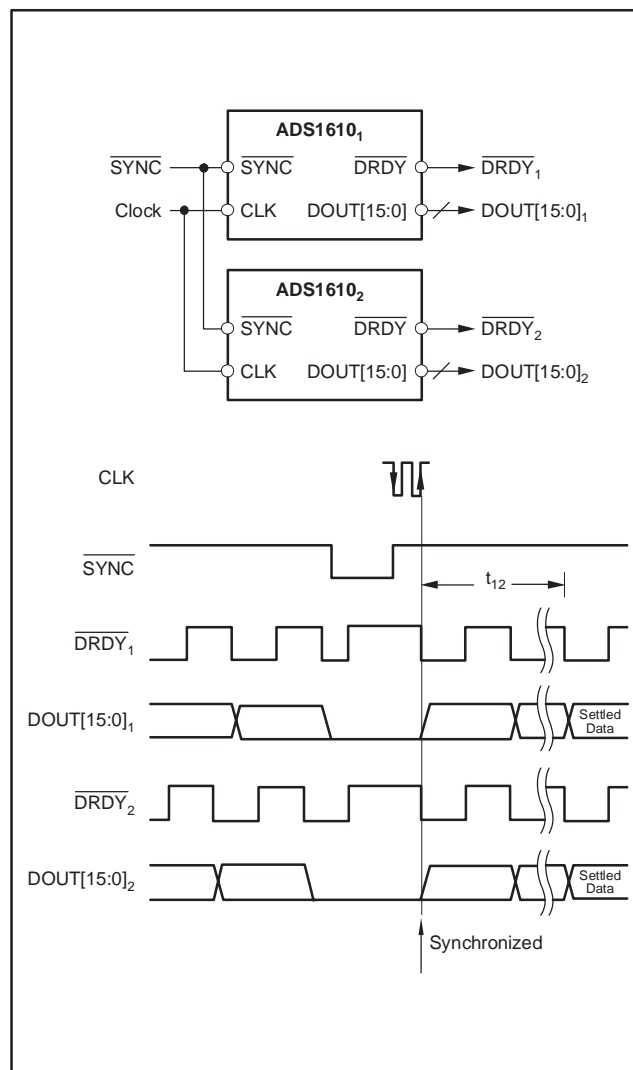 ADS1610₁
SYNC SYNC DRDY DRDY₁
Clock CLK DOUT[15:0] DOUT[15:0]₁
ADS1610₂
SYNC DRDY DRDY₂
CLK DOUT[15:0] DOUT[15:0]₂
CLK
SYNC
t₁₂
DRDY₁
DOUT[15:0]₁ Settled
Data
DRDY₂
DOUT[15:0]₂ Settled
Data
Synchronized